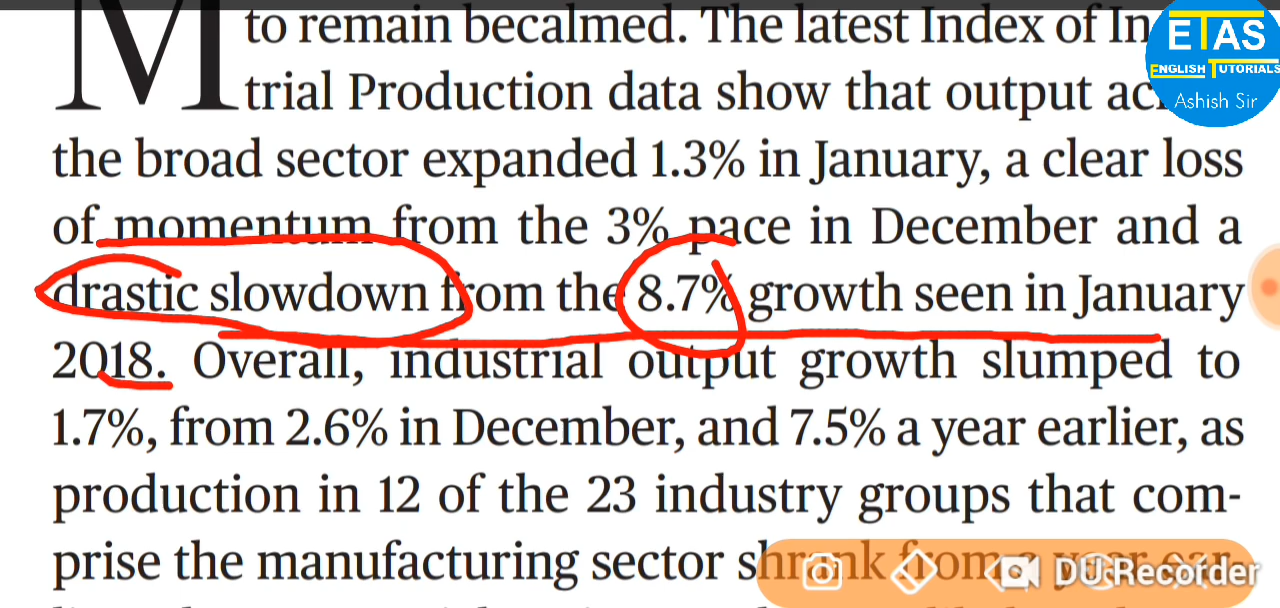 M
to remain becalmed. The latest Index of In
trial Production data show that output
the broad sector expanded 1.3% in January, a clear loss
of momentum from the 3% pace in December and a
drastic slowdown from the 8.7% growth seen in January
2018. Overall, industrial output growth slumped to
1.7%, from 2.6% in December, and 7.5% a year earlier, as
production in 12 of the 23 industry groups that com-
prise the manufacturing sector shrank from a year ear-
ETAS
ENGLISH TUTORIALS
Ashish Sir
DU Recorder